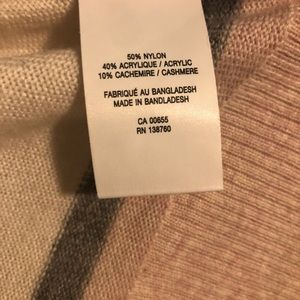 50% NYLON
40% ACRYLIQUE / ACRYLIC
10% CACHEMIRE / CASHMERE
FABRIQUÉ AU BANGLADESH
MADE IN BANGLADESH
CA 00655
RN 138760